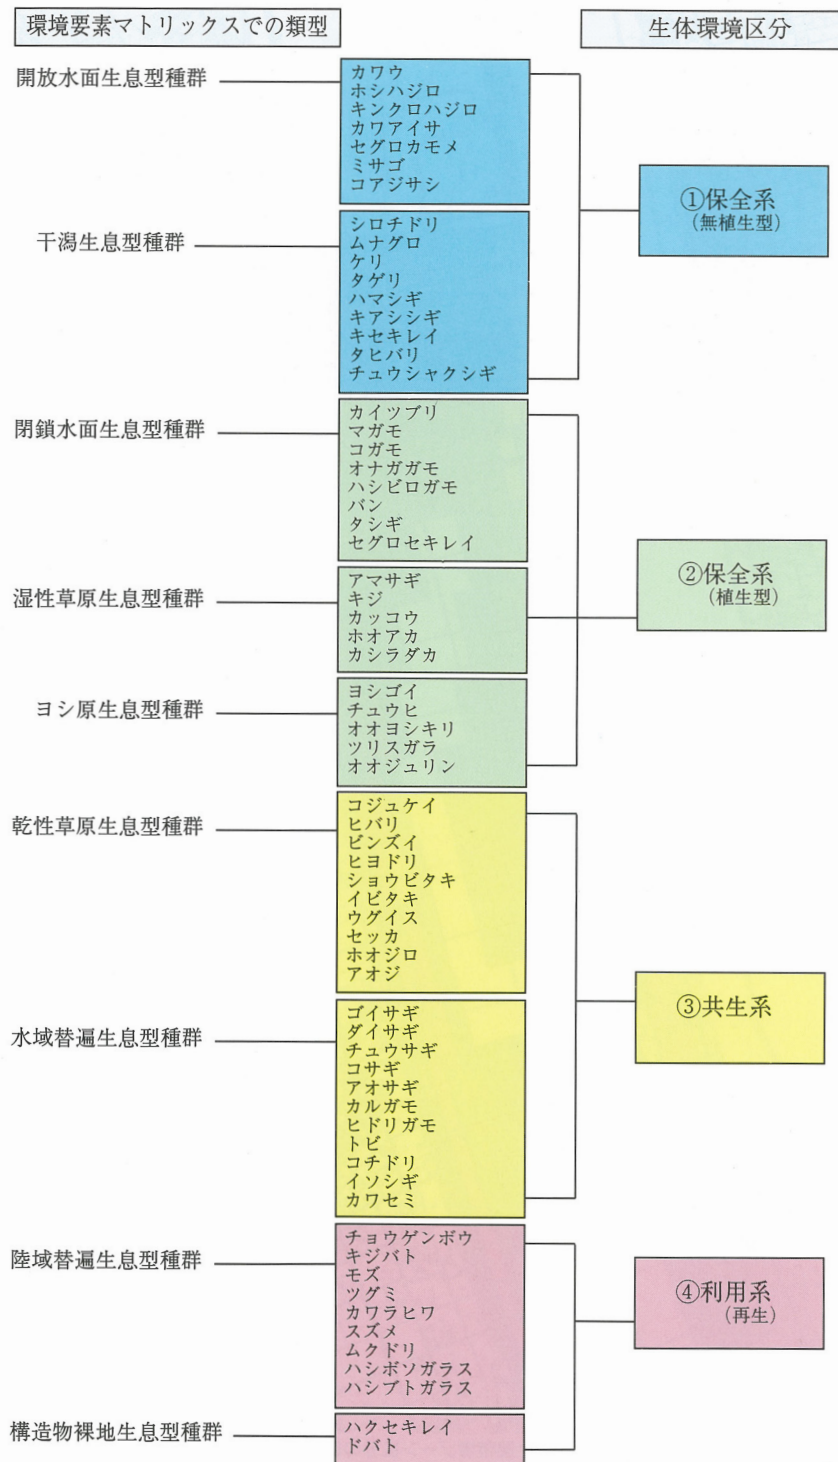 環境要素マトリックスでの類型
生体環境区分
開放水面生息型種群
カワウ
ホシハジロ
キンクロハジロ
カワアイサ
セグロカモメ
ミサゴ
コアジサシ
①保全系
(無植生型)
干潟生息型種群
シロチドリ
ムナグロ
ケリ
タゲリ
ハマシギ
キアシシギ
キセキレイ
タヒバリ
チュウシャクシギ
閉鎖水面生息型種群
カイツブリ
マガモ
コガモ
オナガガモ
ハシビロガモ
バン
タシギ
セグロセキレイ
②保全系
(植生型)
湿性草原生息型種群
アマサギ
キジ
カッコウ
ホオアカ
カシラダカ
ヨシ原生息型種群
ヨシゴイ
チュウヒ
オオヨシキリ
ツリスガラ
オオジュリン
乾性草原生息型種群
コジュケイ
ヒバリ
ビンズイ
ヒヨドリ
ショウビタキ
イビタキ
ウグイス
セッカ
ホオジロ
アオジ
③共生系
水域替遍生息型種群
ゴイサギ
ダイサギ
チュウサギ
コサギ
アオサギ
カルガモ
ヒドリガモ
トビ
コチドリ
イソシギ
カワセミ
陸域替遍生息型種群
チョウゲンボウ
キジバト
モズ
ツグミ
カワラヒワ
スズメ
ムクドリ
ハシボソガラス
ハシブトガラス
④利用系
(再生)
構造物裸地生息型種群
ハクセキレイ
ドバト